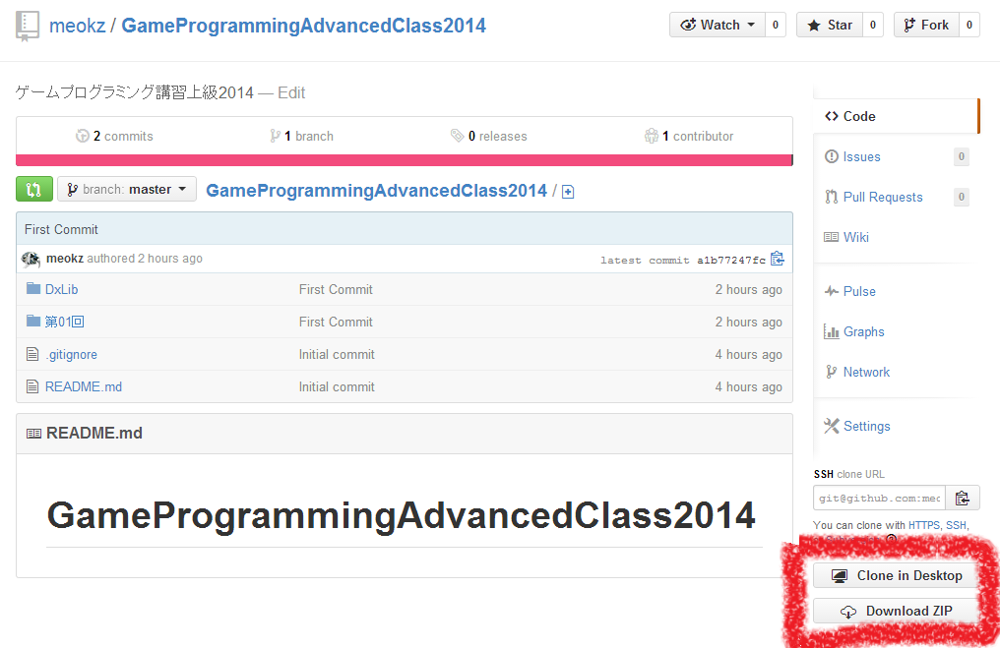 meokz / GameProgrammingAdvancedClass2014
Watch 0 Star 0 Fork 0
ゲームプログラミング講習上級2014 — Edit
2 commits 1 branch 0 releases 1 contributor
branch: master GameProgrammingAdvancedClass2014 /
First Commit
meokz authored 2 hours ago latest commit a1b77247fc
DxLib First Commit 2 hours ago
第01回 First Commit 2 hours ago
.gitignore Initial commit 4 hours ago
README.md Initial commit 4 hours ago
README.md
GameProgrammingAdvancedClass2014
Code
Issues 0
Pull Requests 0
Wiki
Pulse
Graphs
Network
Settings
SSH clone URL
git@github.com:meo
You can clone with HTTPS, SSH,
Clone in Desktop
Download ZIP